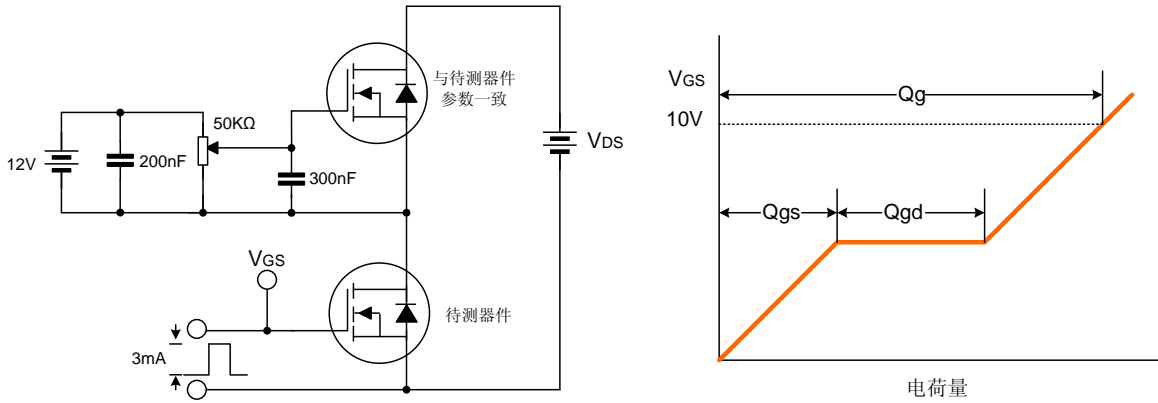 与待测器件
参数一致
50KΩ
12V
200nF
300nF
VDS
VGS
待测器件
3mA
VGS
10V
Qg
Qgs
Qgd
电荷量